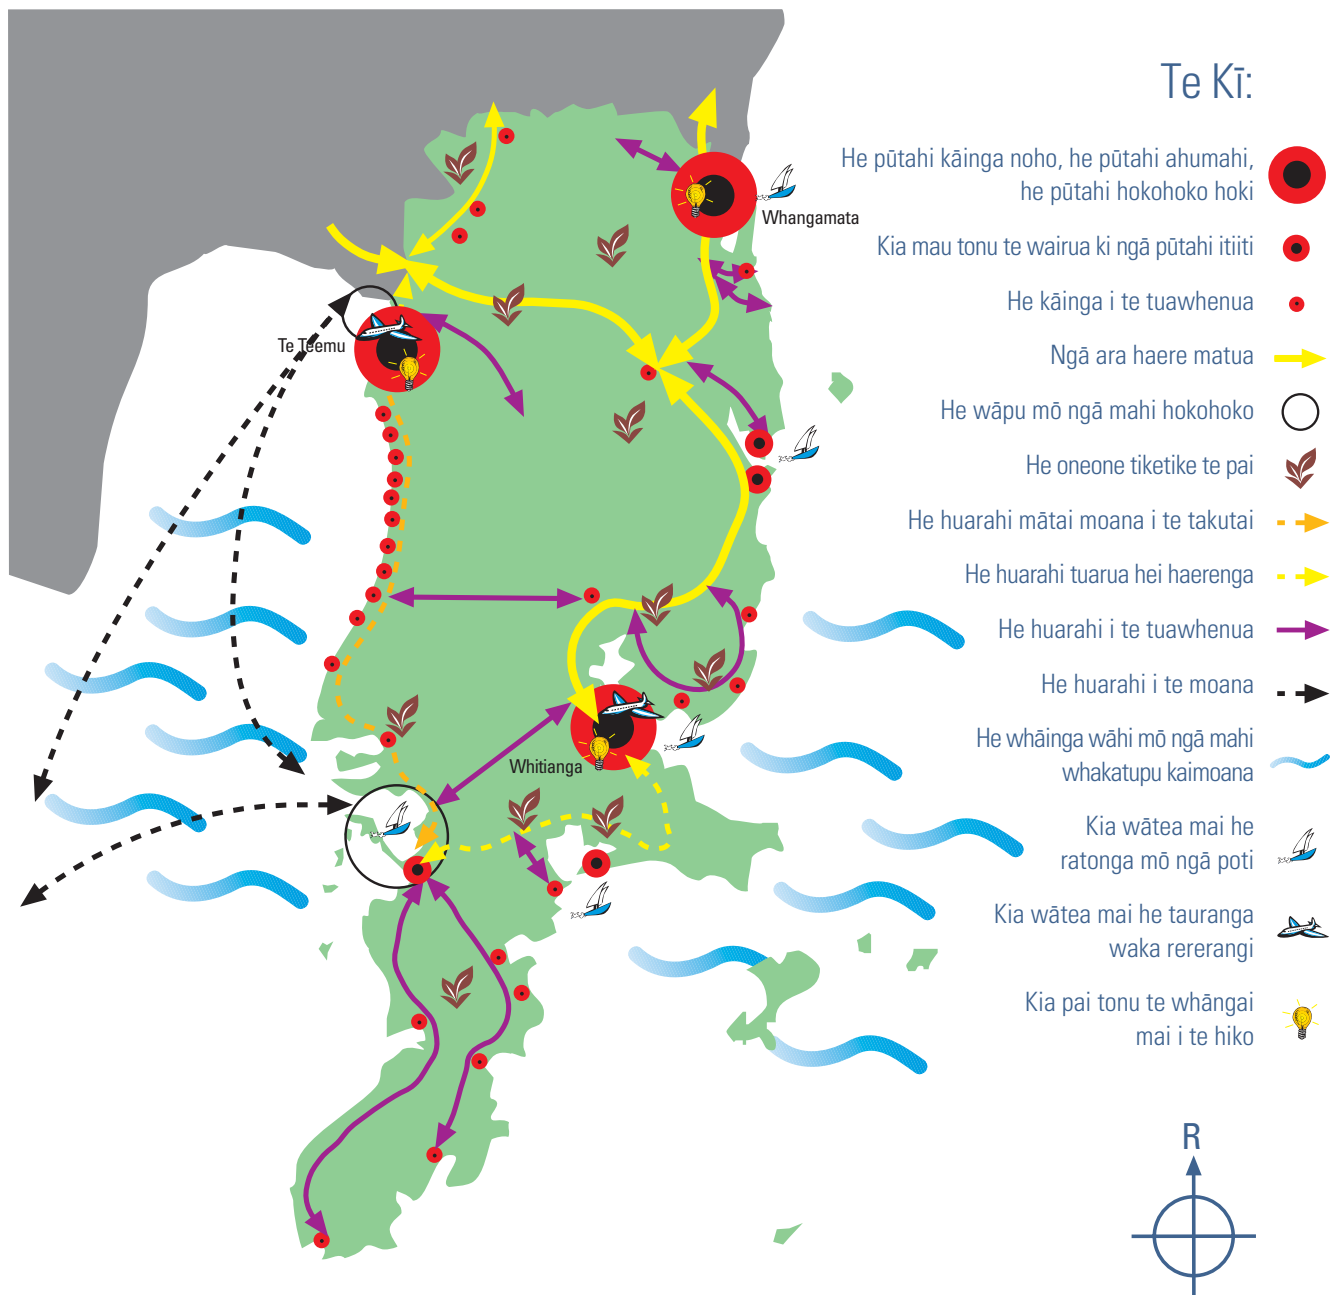 Te Kī:
He pūtahi kāinga noho, he pūtahi ahumahi,
he pūtahi hokohoko hoki
Kia mau tonu te wairua ki ngā pūtahi itiiti
He kāinga i te tuawhenua
Ngā ara haere matua
He wāpu mō ngā mahi hokohoko
He oneone tiketike te pai
He huarahi mātai moana i te takutai
He huarahi tuarua hei haerenga
He huarahi i te tuawhenua
He huarahi i te moana
He whāinga wāhi mō ngā mahi
whakatupu kaimoana
Kia wātea mai he
ratonga mō ngā poti
Kia wātea mai he tauranga
waka rererangi
Kia pai tonu te whāngai
mai i te hiko
Whangamata
Te Teemu
Whitianga
R